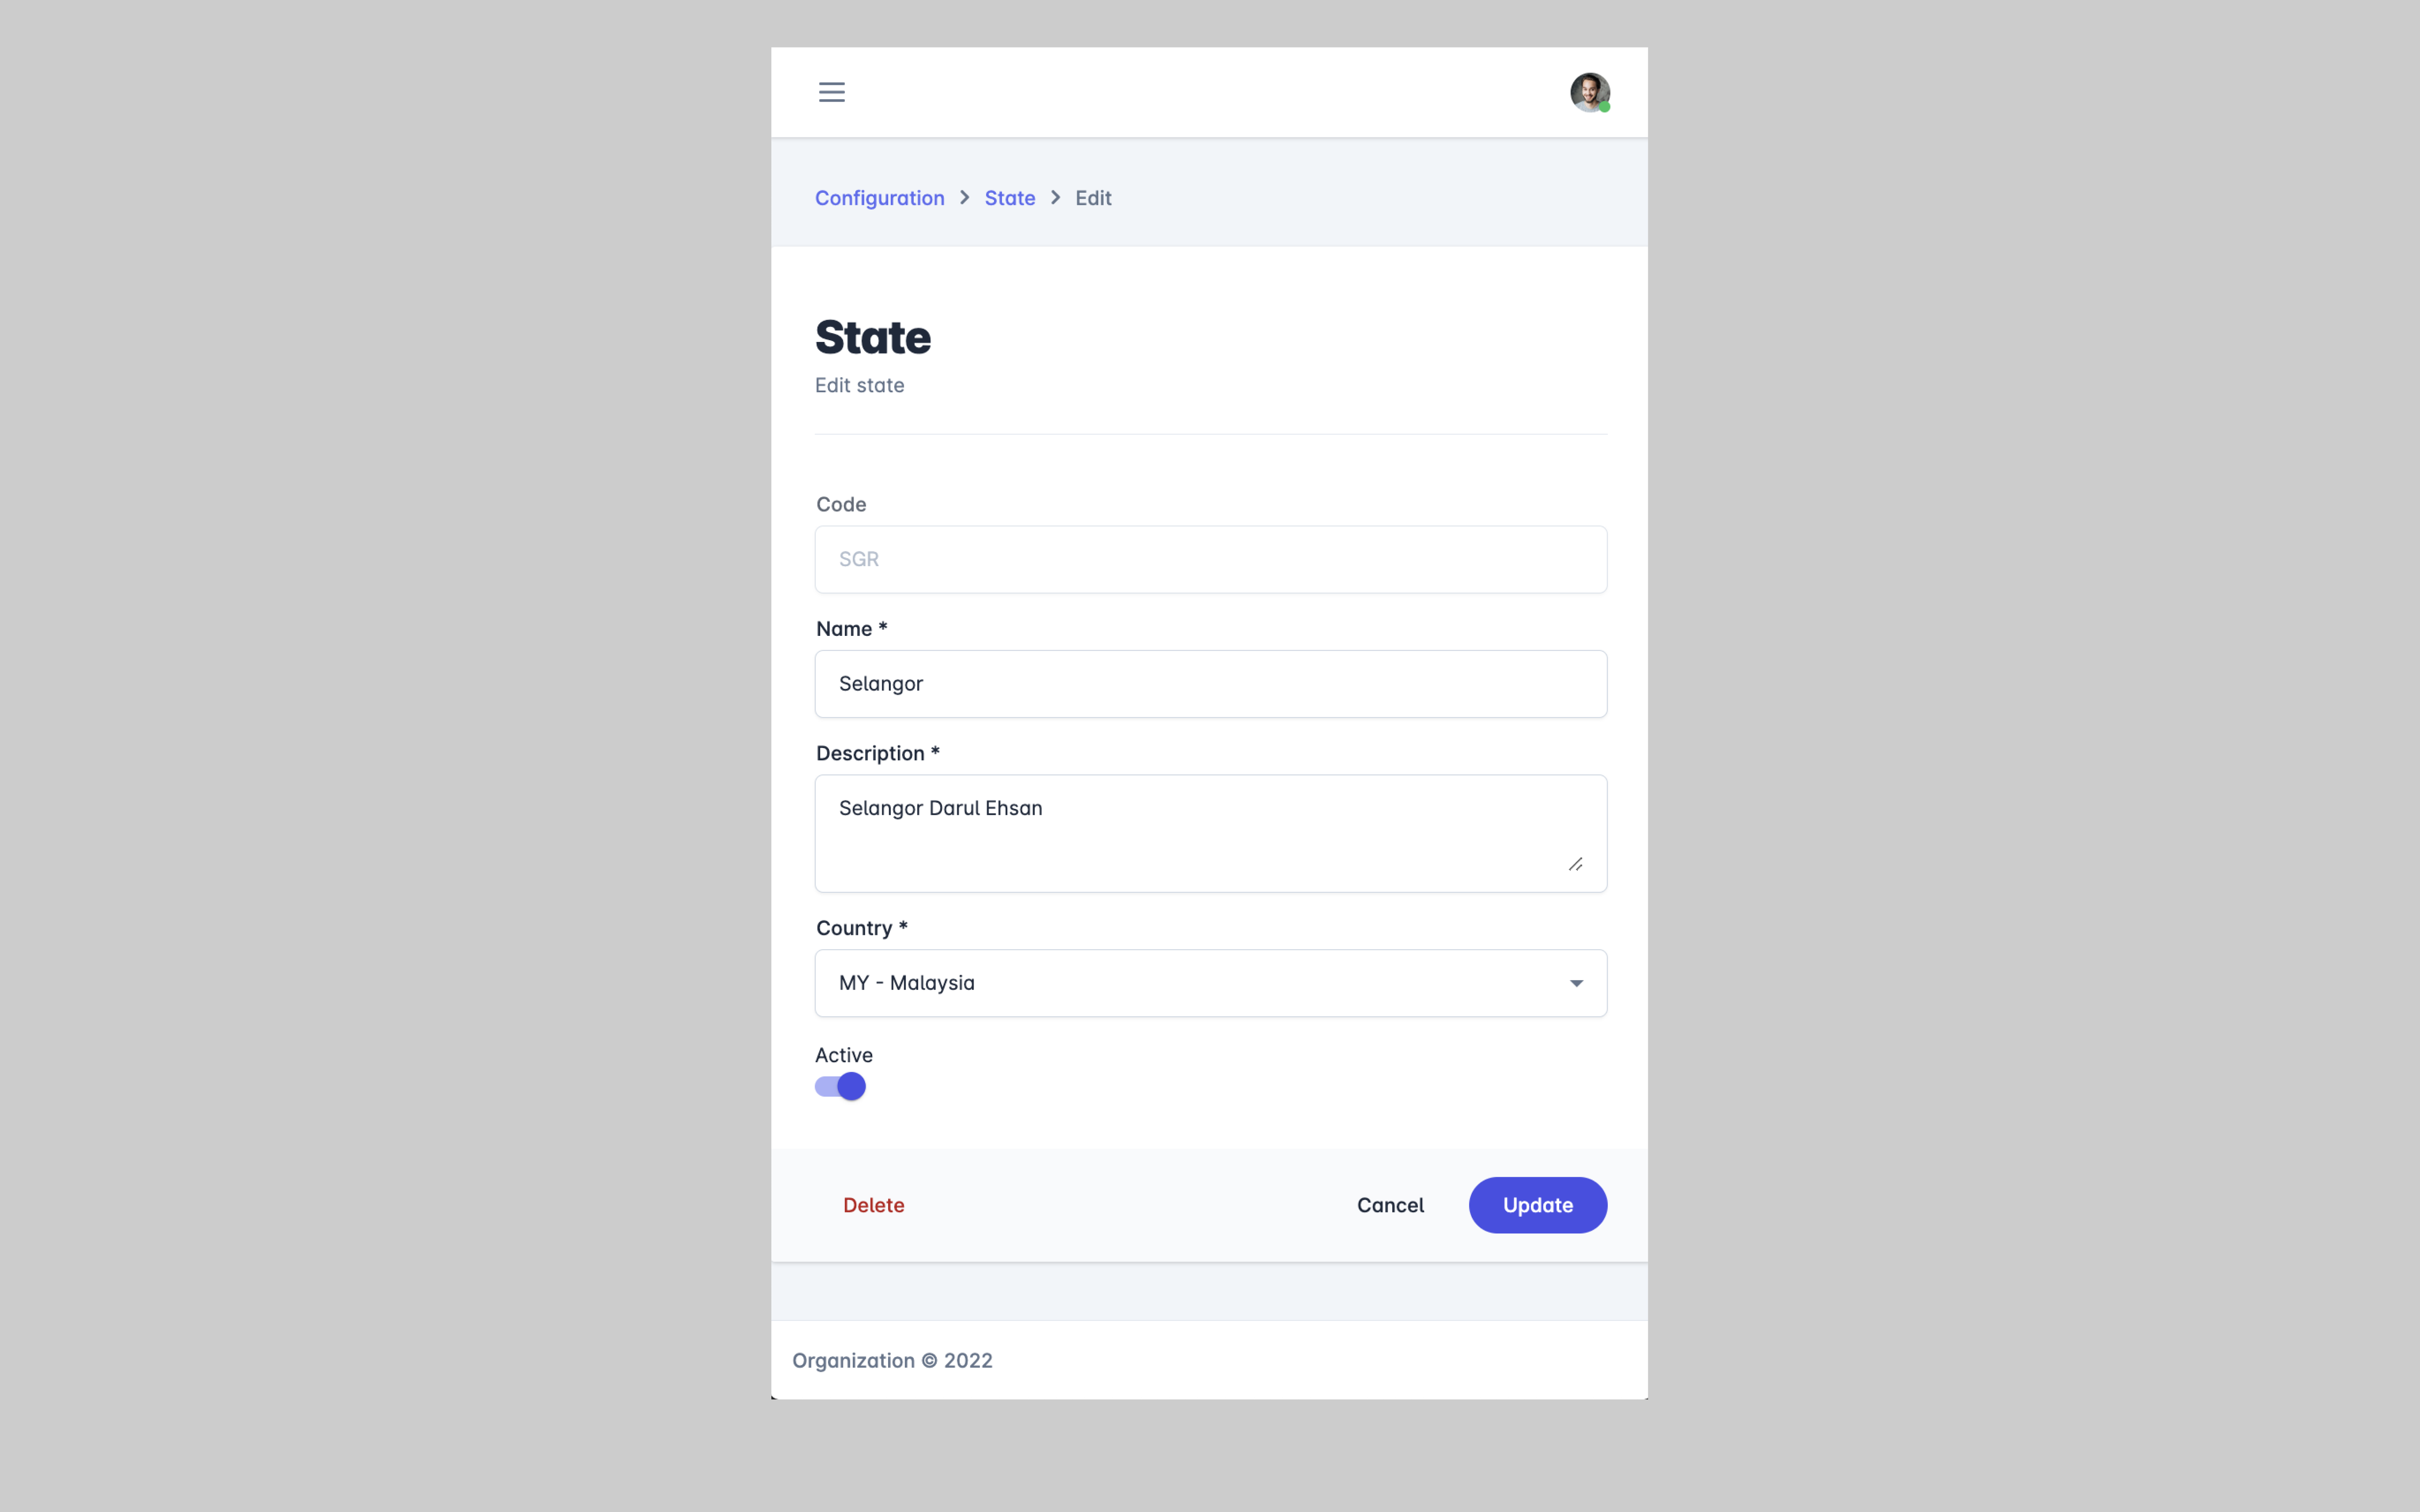 Configuration > State > Edit
State
Edit state
Code
SGR
Name *
Selangor
Description *
Selangor Darul Ehsan
Country *
MY - Malaysia
Active
Delete Cancel Update
Organization © 2022